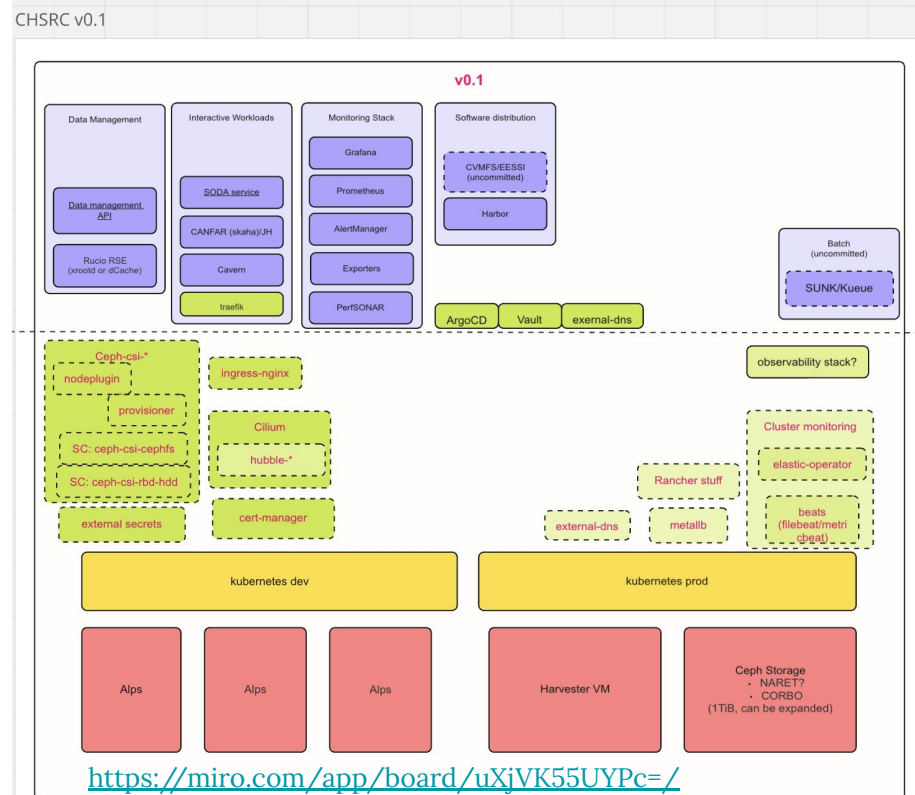 CHSRC v0.1
v0.1
Data Management
Data management
API
Rucio RSE
(xrootd or dCache)
Interactive Workloads
SODA service
CANFAR (skaha)/JH
Cavern
traefik
Monitoring Stack
Grafana
Prometheus
AlertManager
Exporters
PerfSONAR
Software distribution
CVMFS/EESSI
(uncommitted)
Harbor
ArgoCD
Vault
exernal-dns
Batch
(uncommitted)
SUNK/Kueue
Ceph-csi-*
nodeplugin
provisioner
SC: ceph-csi-cephfs
SC: ceph-csi-rbd-hdd
external secrets
ingress-nginx
Cilium
hubble-*
cert-manager
observability stack?
Cluster monitoring
elastic-operator
beats
(filebeat/metri
cbeat)
Rancher stuff
external-dns
metallb
kubernetes dev
kubernetes prod
Alps
Alps
Alps
Harvester VM
Ceph Storage
• NARET?
• CORBO
(1TiB, can be expanded)
https://miro.com/app/board/uXjVK55UYPc=/